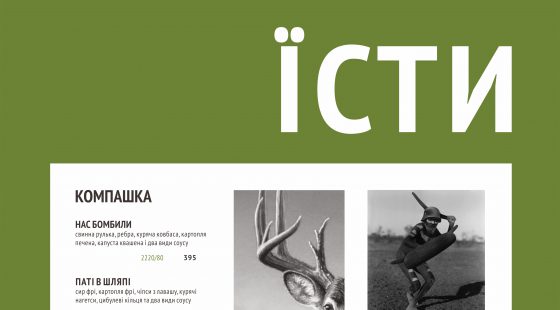 ЇСТИ
КОМПАШКА
НАС БОМБИЛИ
свинна рулька, ребра, куряча ковбаса, картопля
печена, капуста квашена і два види соусу
2220/80 395
ПАТІ В ШЛЯПІ
сир фрі, картопля фрі, чіпси з лавашу, курячі
нагетси, цибулеві кільця та два види соусу